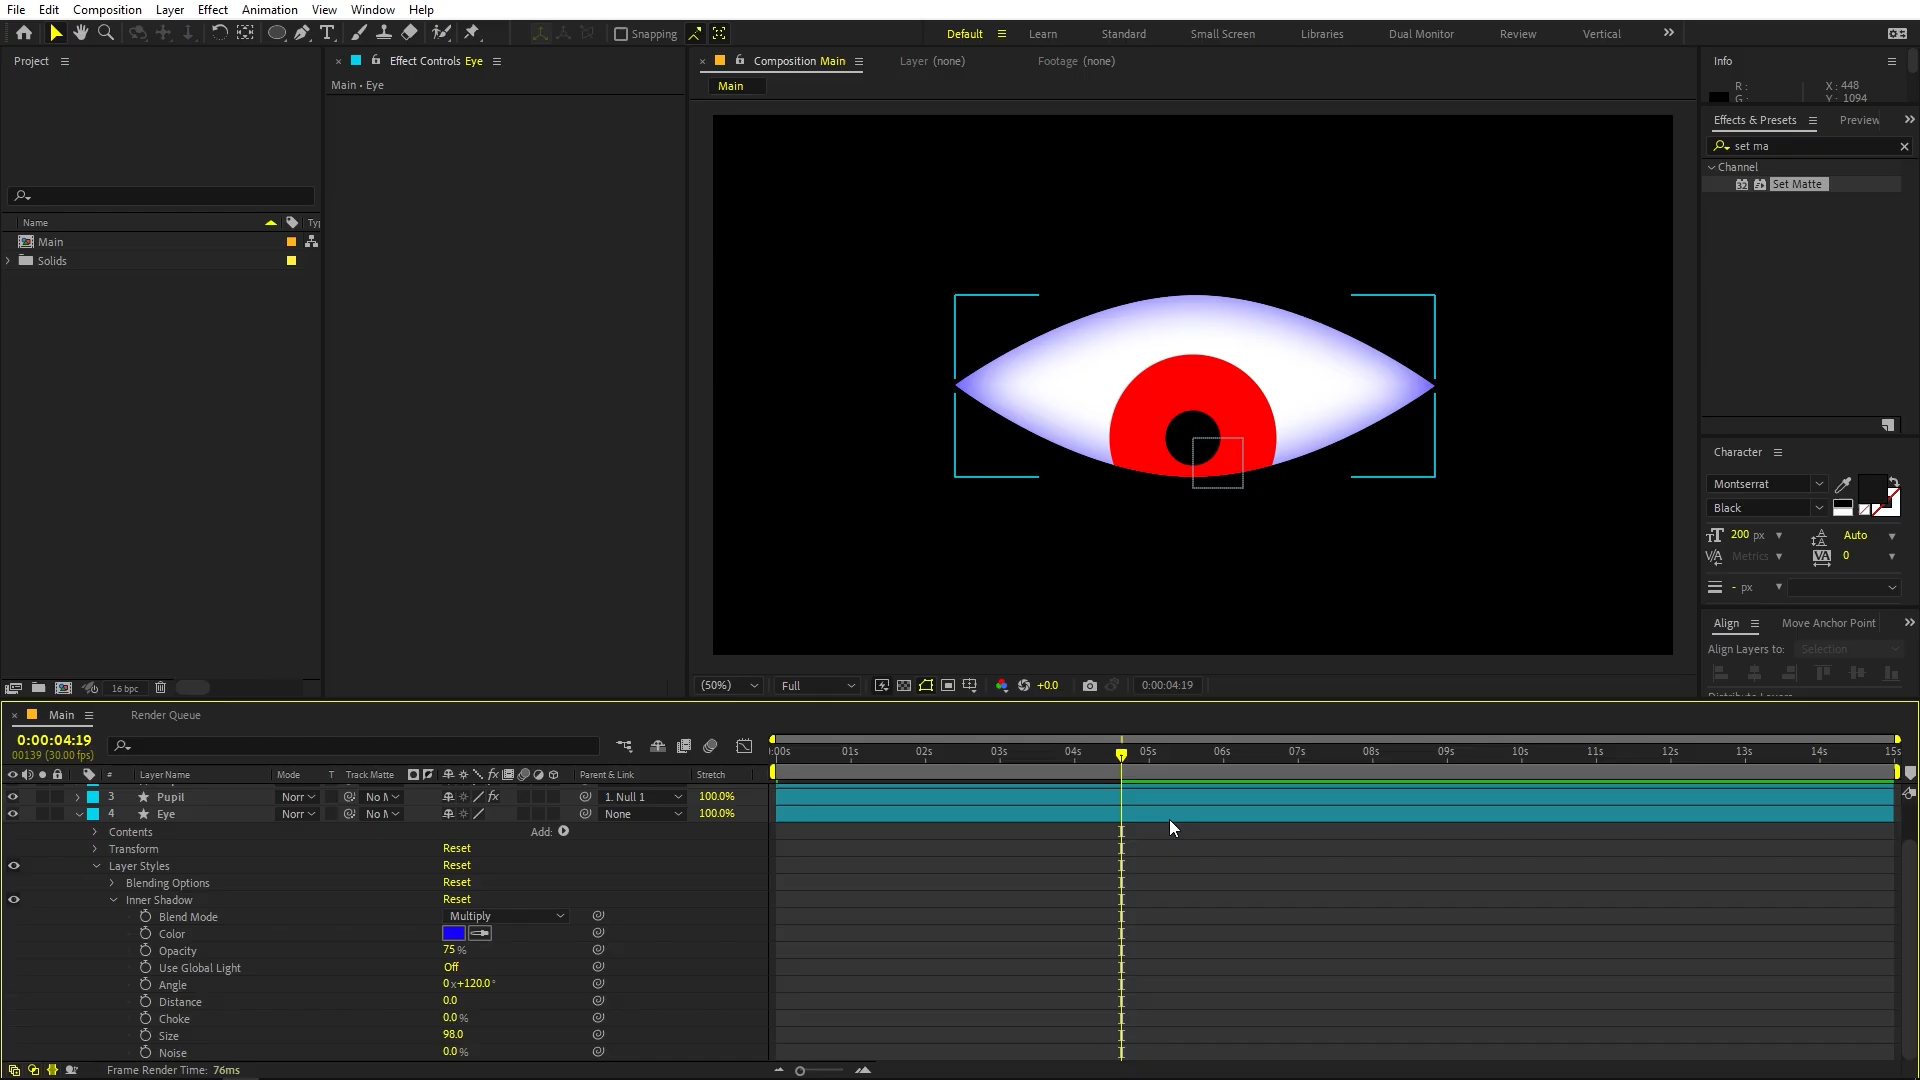 File Edit Composition Layer Effect Animation View Window Help
Snapping
Default Learn Standard Small Screen Libraries Dual Monitor Review Vertical
Project
Effect Controls Eye
Main • Eye
Composition Main
Layer (none)
Footage (none)
Main
Info
R :
G :
X : 448
Y : 1094
Effects & Presets
Preview
set ma
Channel
32 Set Matte
Name
Typ
Main
Solids
Character
Montserrat
Black
200 px
Auto
Metrics
0
- px
Align
Move Anchor Point
Align Layers to: Selection
16 bpc
(50%)
Full
+0.0
0:00:04:19
Main
Render Queue
0:00:04:19
00139 (30.00 fps)
:00s 01s 02s 03s 04s 05s 06s 07s 08s 09s 10s 11s 12s 13s 14s 15s
# Layer Name Mode T Track Matte fx Parent & Link Stretch
3 Pupil Norr No M fx 1. Null 1 100.0%
4 Eye Norr No M None 100.0%
Contents Add:
Transform Reset
Layer Styles Reset
Blending Options Reset
Inner Shadow Reset
Blend Mode Multiply
Color
Opacity 75 %
Use Global Light Off
Angle 0 x+120.0°
Distance 0.0
Choke 0.0 %
Size 98.0
Noise 0.0 %
Frame Render Time: 76ms